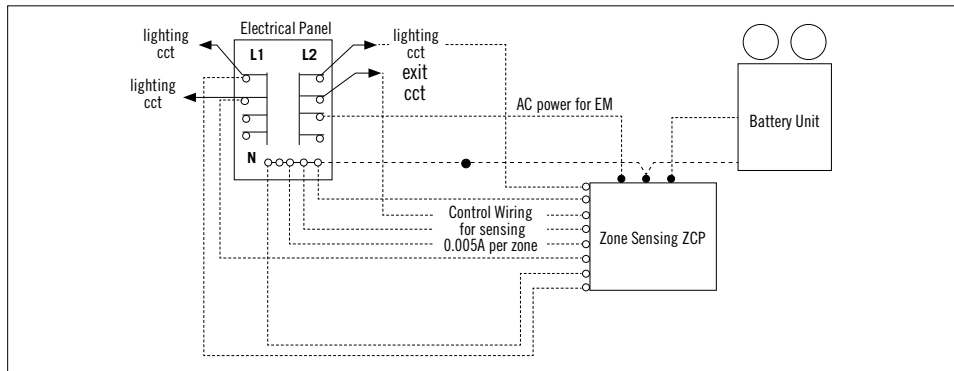 Electrical Panel
lighting
cct
L1
L2
lighting
cct
exit
cct
lighting
cct
AC power for EM
Battery Unit
N
Control Wiring
for sensing
0.005A per zone
Zone Sensing ZCP